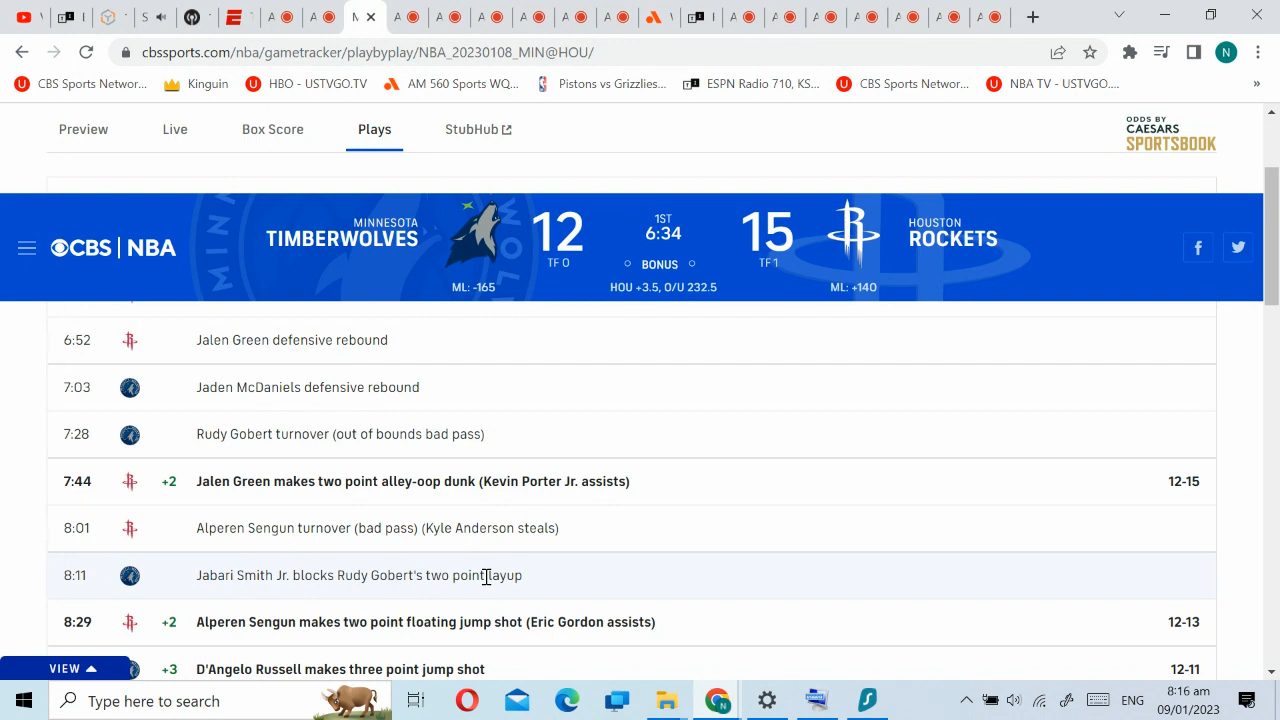 cbssports.com/nba/gametracker/playbyplay/NBA_20230108_MIN@HOU/
N
CBS Sports Networ... Kinguin HBO - USTVGO.TV AM 560 Sports WQ... Pistons vs Grizzlies... ESPN Radio 710, KS... CBS Sports Networ... NBA TV - USTVGO....
Preview Live Box Score Plays StubHub
ODDS BY
CAESARS
SPORTSBOOK
CBS NBA
MINNESOTA
TIMBERWOLVES
12
TF 0
1ST
6:34
BONUS
15
TF 1
HOUSTON
ROCKETS
ML: -165 HOU +3.5, O/U 232.5 ML: +140
6:52 Jalen Green defensive rebound
7:03 Jaden McDaniels defensive rebound
7:28 Rudy Gobert turnover (out of bounds bad pass)
7:44 +2 Jalen Green makes two point alley-oop dunk (Kevin Porter Jr. assists) 12-15
8:01 Alperen Sengun turnover (bad pass) (Kyle Anderson steals)
8:11 Jabari Smith Jr. blocks Rudy Gobert's two point layup
8:29 +2 Alperen Sengun makes two point floating jump shot (Eric Gordon assists) 12-13
VIEW +3 D'Angelo Russell makes three point jump shot 12-11
Type here to search
ENG
8:16 am
09/01/2023